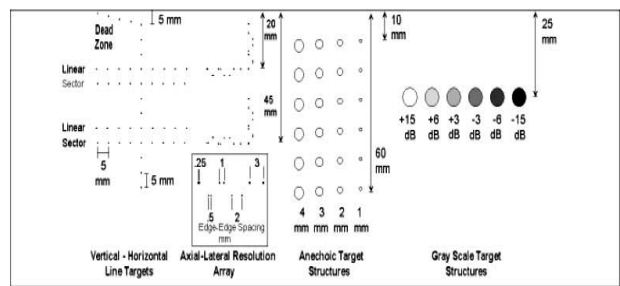 5 mm
Dead
Zone
20
mm
10
mm
25
mm
Linear
Sector
45
mm
Linear
Sector
5
mm
5 mm
60
mm
.25 1 3
.5 2
Edge-Edge Spacing
mm
4 3 2 1
mm mm mm mm
+15 +6 +3 -3 -6 -15
dB dB dB dB dB dB
Vertical - Horizontal
Line Targets
Axial-Lateral Resolution
Array
Anechoic Target
Structures
Gray Scale Target
Structures